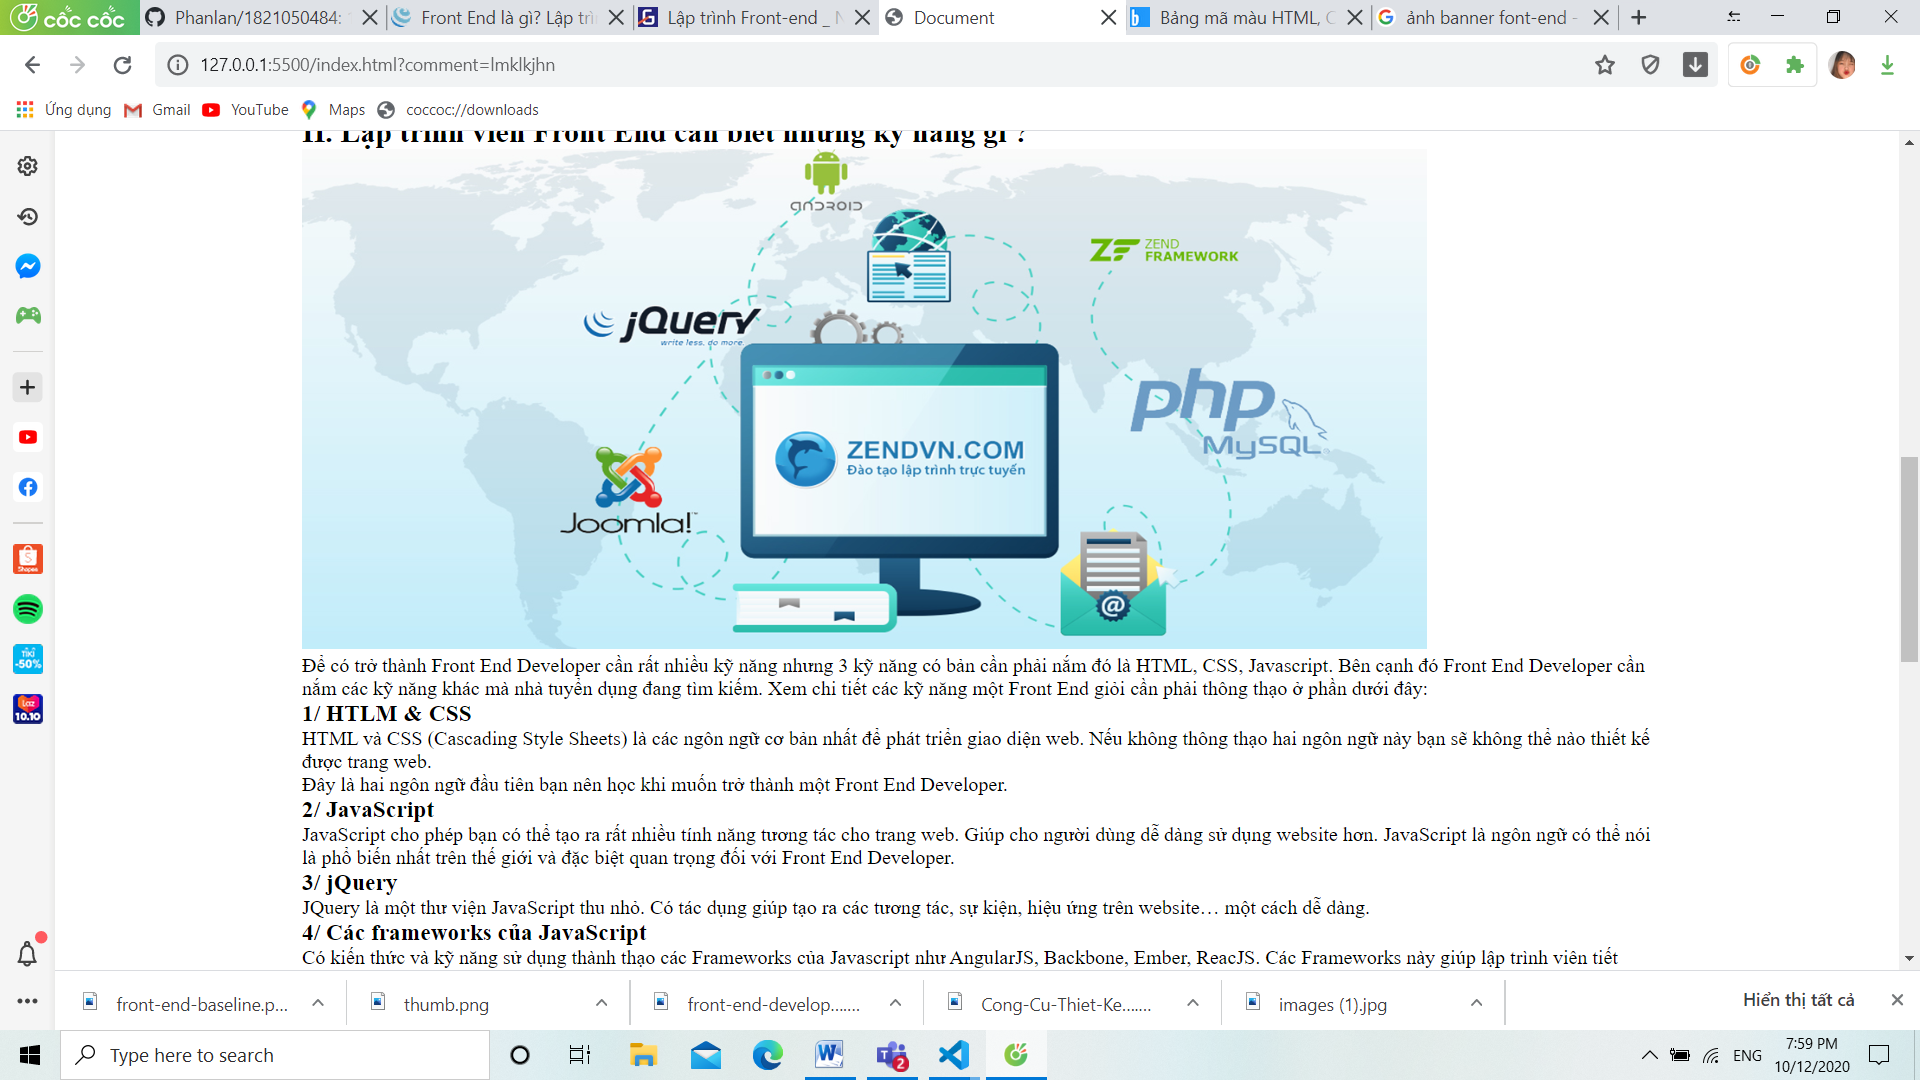 cốc cốc
Phanlan/1821050484:
Front End là gì? Lập trì
Lập trình Front-end _ N
Document
Bảng mã màu HTML, C
ảnh banner font-end -
127.0.0.1:5500/index.html?comment=lmklkjhn
Ứng dụng
Gmail
YouTube
Maps
coccoc://downloads
II. Lập trình viên Front End cần biết những kỹ năng gì ?
ANDROID
ZF ZEND
FRAMEWORK
jQuery
write less. do more.
php
MySQL
ZENDVN.COM
Đào tạo lập trình trực tuyến
Joomla!™
@
Shopee
TIKI
-50%
Laz
10.10
Để có trở thành Front End Developer cần rất nhiều kỹ năng nhưng 3 kỹ năng có bản cần phải nắm đó là HTML, CSS, Javascript. Bên cạnh đó Front End Developer cần
nắm các kỹ năng khác mà nhà tuyển dụng đang tìm kiếm. Xem chi tiết các kỹ năng một Front End giỏi cần phải thông thạo ở phần dưới đây:
1/ HTLM & CSS
HTML và CSS (Cascading Style Sheets) là các ngôn ngữ cơ bản nhất để phát triển giao diện web. Nếu không thông thạo hai ngôn ngữ này bạn sẽ không thể nào thiết kế
được trang web.
Đây là hai ngôn ngữ đầu tiên bạn nên học khi muốn trở thành một Front End Developer.
2/ JavaScript
JavaScript cho phép bạn có thể tạo ra rất nhiều tính năng tương tác cho trang web. Giúp cho người dùng dễ dàng sử dụng website hơn. JavaScript là ngôn ngữ có thể nói
là phổ biến nhất trên thế giới và đặc biệt quan trọng đối với Front End Developer.
3/ jQuery
JQuery là một thư viện JavaScript thu nhỏ. Có tác dụng giúp tạo ra các tương tác, sự kiện, hiệu ứng trên website… một cách dễ dàng.
4/ Các frameworks của JavaScript
Có kiến thức và kỹ năng sử dụng thành thạo các Frameworks của Javascript như AngularJS, Backbone, Ember, ReacJS. Các Frameworks này giúp lập trình viên tiết
front-end-baseline.p...
thumb.png
front-end-develop.......
Cong-Cu-Thiet-Ke.......
images (1).jpg
Hiển thị tất cả
Type here to search
2
ENG
7:59 PM
10/12/2020